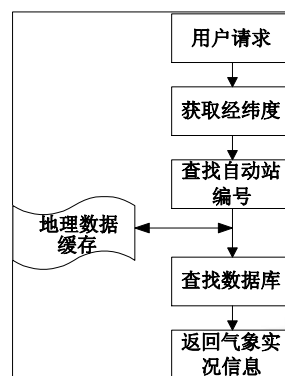 用户请求
获取经纬度
查找自动站
编号
地理数据
缓存
查找数据库
返回气象实
况信息